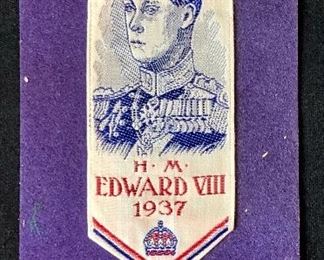 H · M ·
EDWARD VIII
1937